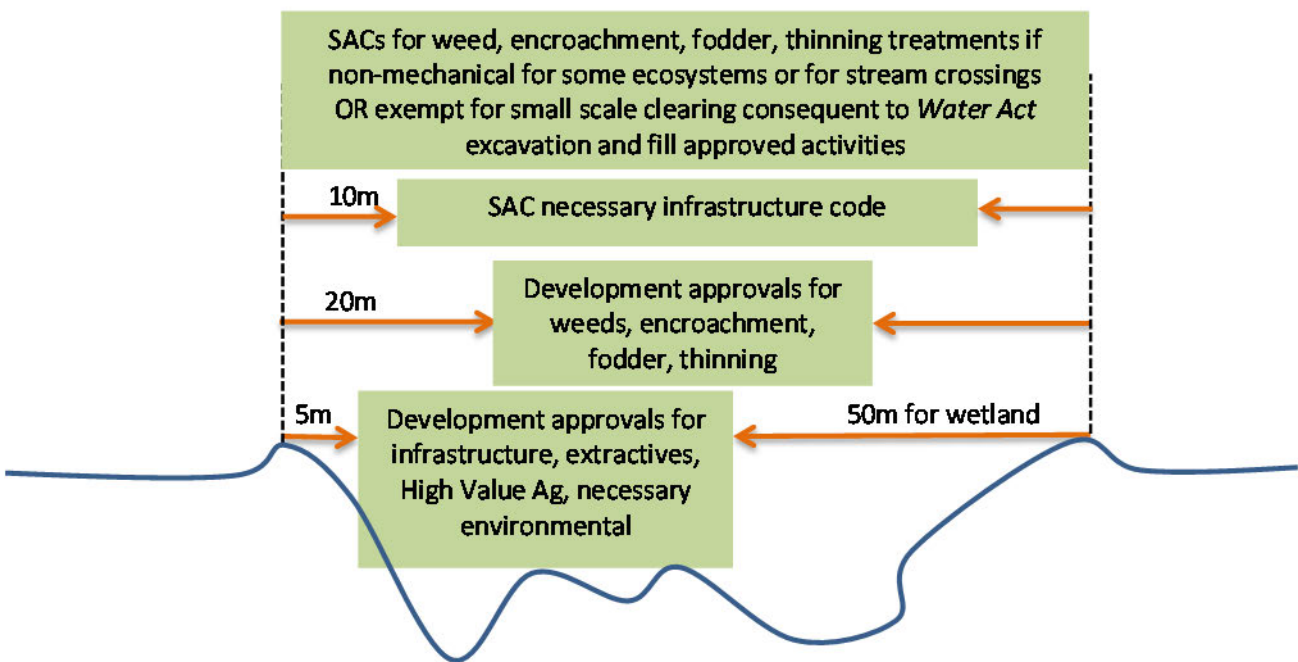 SACs for weed, encroachment, fodder, thinning treatments if
non-mechanical for some ecosystems or for stream crossings
OR exempt for small scale clearing consequent to Water Act
excavation and fill approved activities
10m
SAC necessary infrastructure code
20m
Development approvals for
weeds, encroachment,
fodder, thinning
5m
Development approvals for
infrastructure, extractives,
High Value Ag, necessary
environmental
50m for wetland